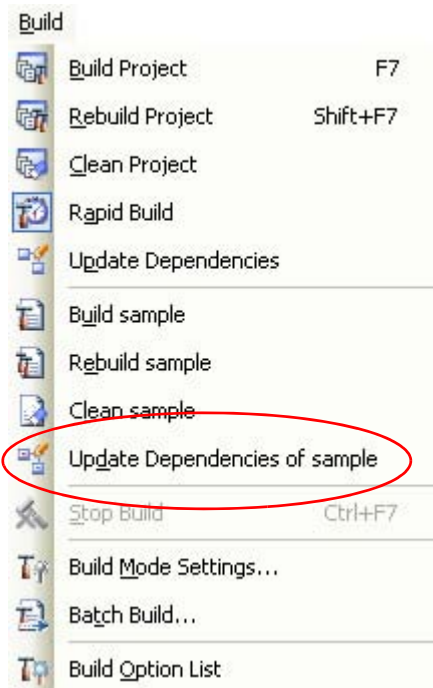 Build
Build Project F7
Rebuild Project Shift+F7
Clean Project
Rapid Build
Update Dependencies
Build sample
Rebuild sample
Clean sample
Update Dependencies of sample
Stop Build Ctrl+F7
Build Mode Settings...
Batch Build...
Build Option List